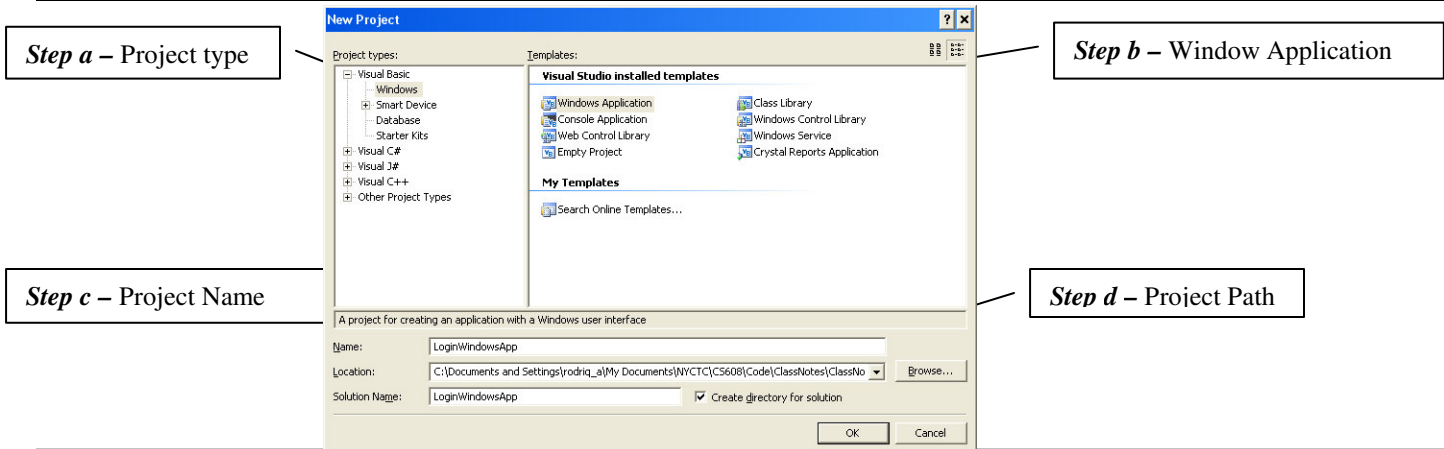 New Project
Step a – Project type
Step b – Window Application
Project types:
Templates:
Visual Basic
Windows
Smart Device
Database
Starter Kits
Visual C#
Visual J#
Visual C++
Other Project Types
Visual Studio installed templates
Windows Application
Class Library
Console Application
Windows Control Library
Web Control Library
Windows Service
Empty Project
Crystal Reports Application
My Templates
Search Online Templates...
Step c – Project Name
Step d – Project Path
A project for creating an application with a Windows user interface
Name:
LoginWindowsApp
Location:
C:\Documents and Settings\rodriq_a\My Documents\NYCTC\CS608\Code\ClassNotes\ClassNo
Browse...
Solution Name:
LoginWindowsApp
Create directory for solution
OK
Cancel